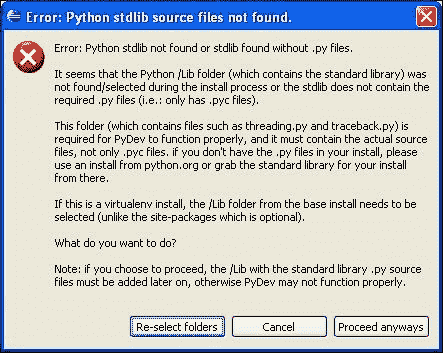 Error: Python stdlib source files not found.
Error: Python stdlib not found or stdlib found without .py files.
It seems that the Python /Lib folder (which contains the standard library) was
not found/selected during the install process or the stdlib does not contain the
required .py files (i.e.: only has .pyc files).
This folder (which contains files such as threading.py and traceback.py) is
required for PyDev to function properly, and it must contain the actual source
files, not only .pyc files. if you don't have the .py files in your install, please
use an install from python.org or grab the standard library for your install
from there.
If this is a virtualenv install, the /Lib folder from the base install needs to be
selected (unlike the site-packages which is optional).
What do you want to do?
Note: if you choose to proceed, the /Lib with the standard library .py source
files must be added later on, otherwise PyDev may not function properly.
Re-select folders Cancel Proceed anyways